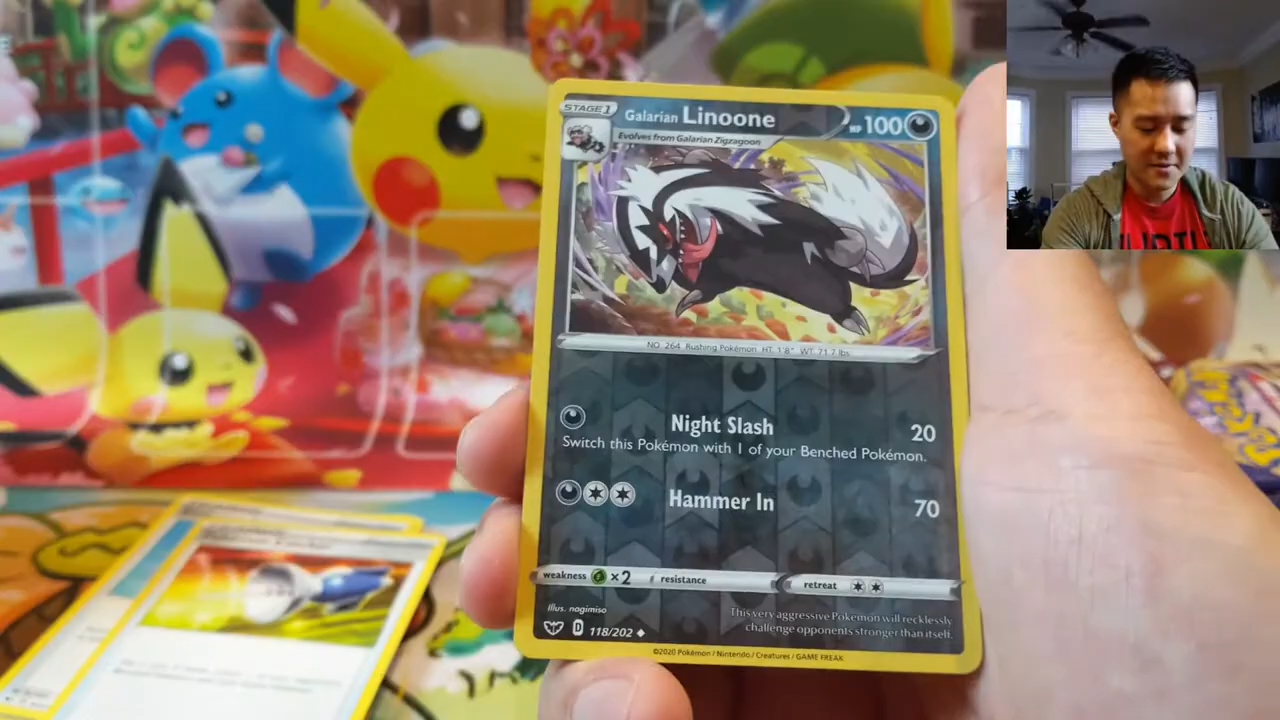 STAGE 1
Galarian Linoone
HP 100
Evolves from Galarian Zigzagoon
NO. 264 Rushing Pokémon HT: 1'8" WT: 71.7 lbs
Night Slash 20
Switch this Pokémon with 1 of your Benched Pokémon.
Hammer In 70
weakness ×2 resistance retreat
Illus. nagimiso
This very aggressive Pokémon will recklessly
challenge opponents stronger than itself.
D 118/202
©2020 Pokémon / Nintendo / Creatures / GAME FREAK